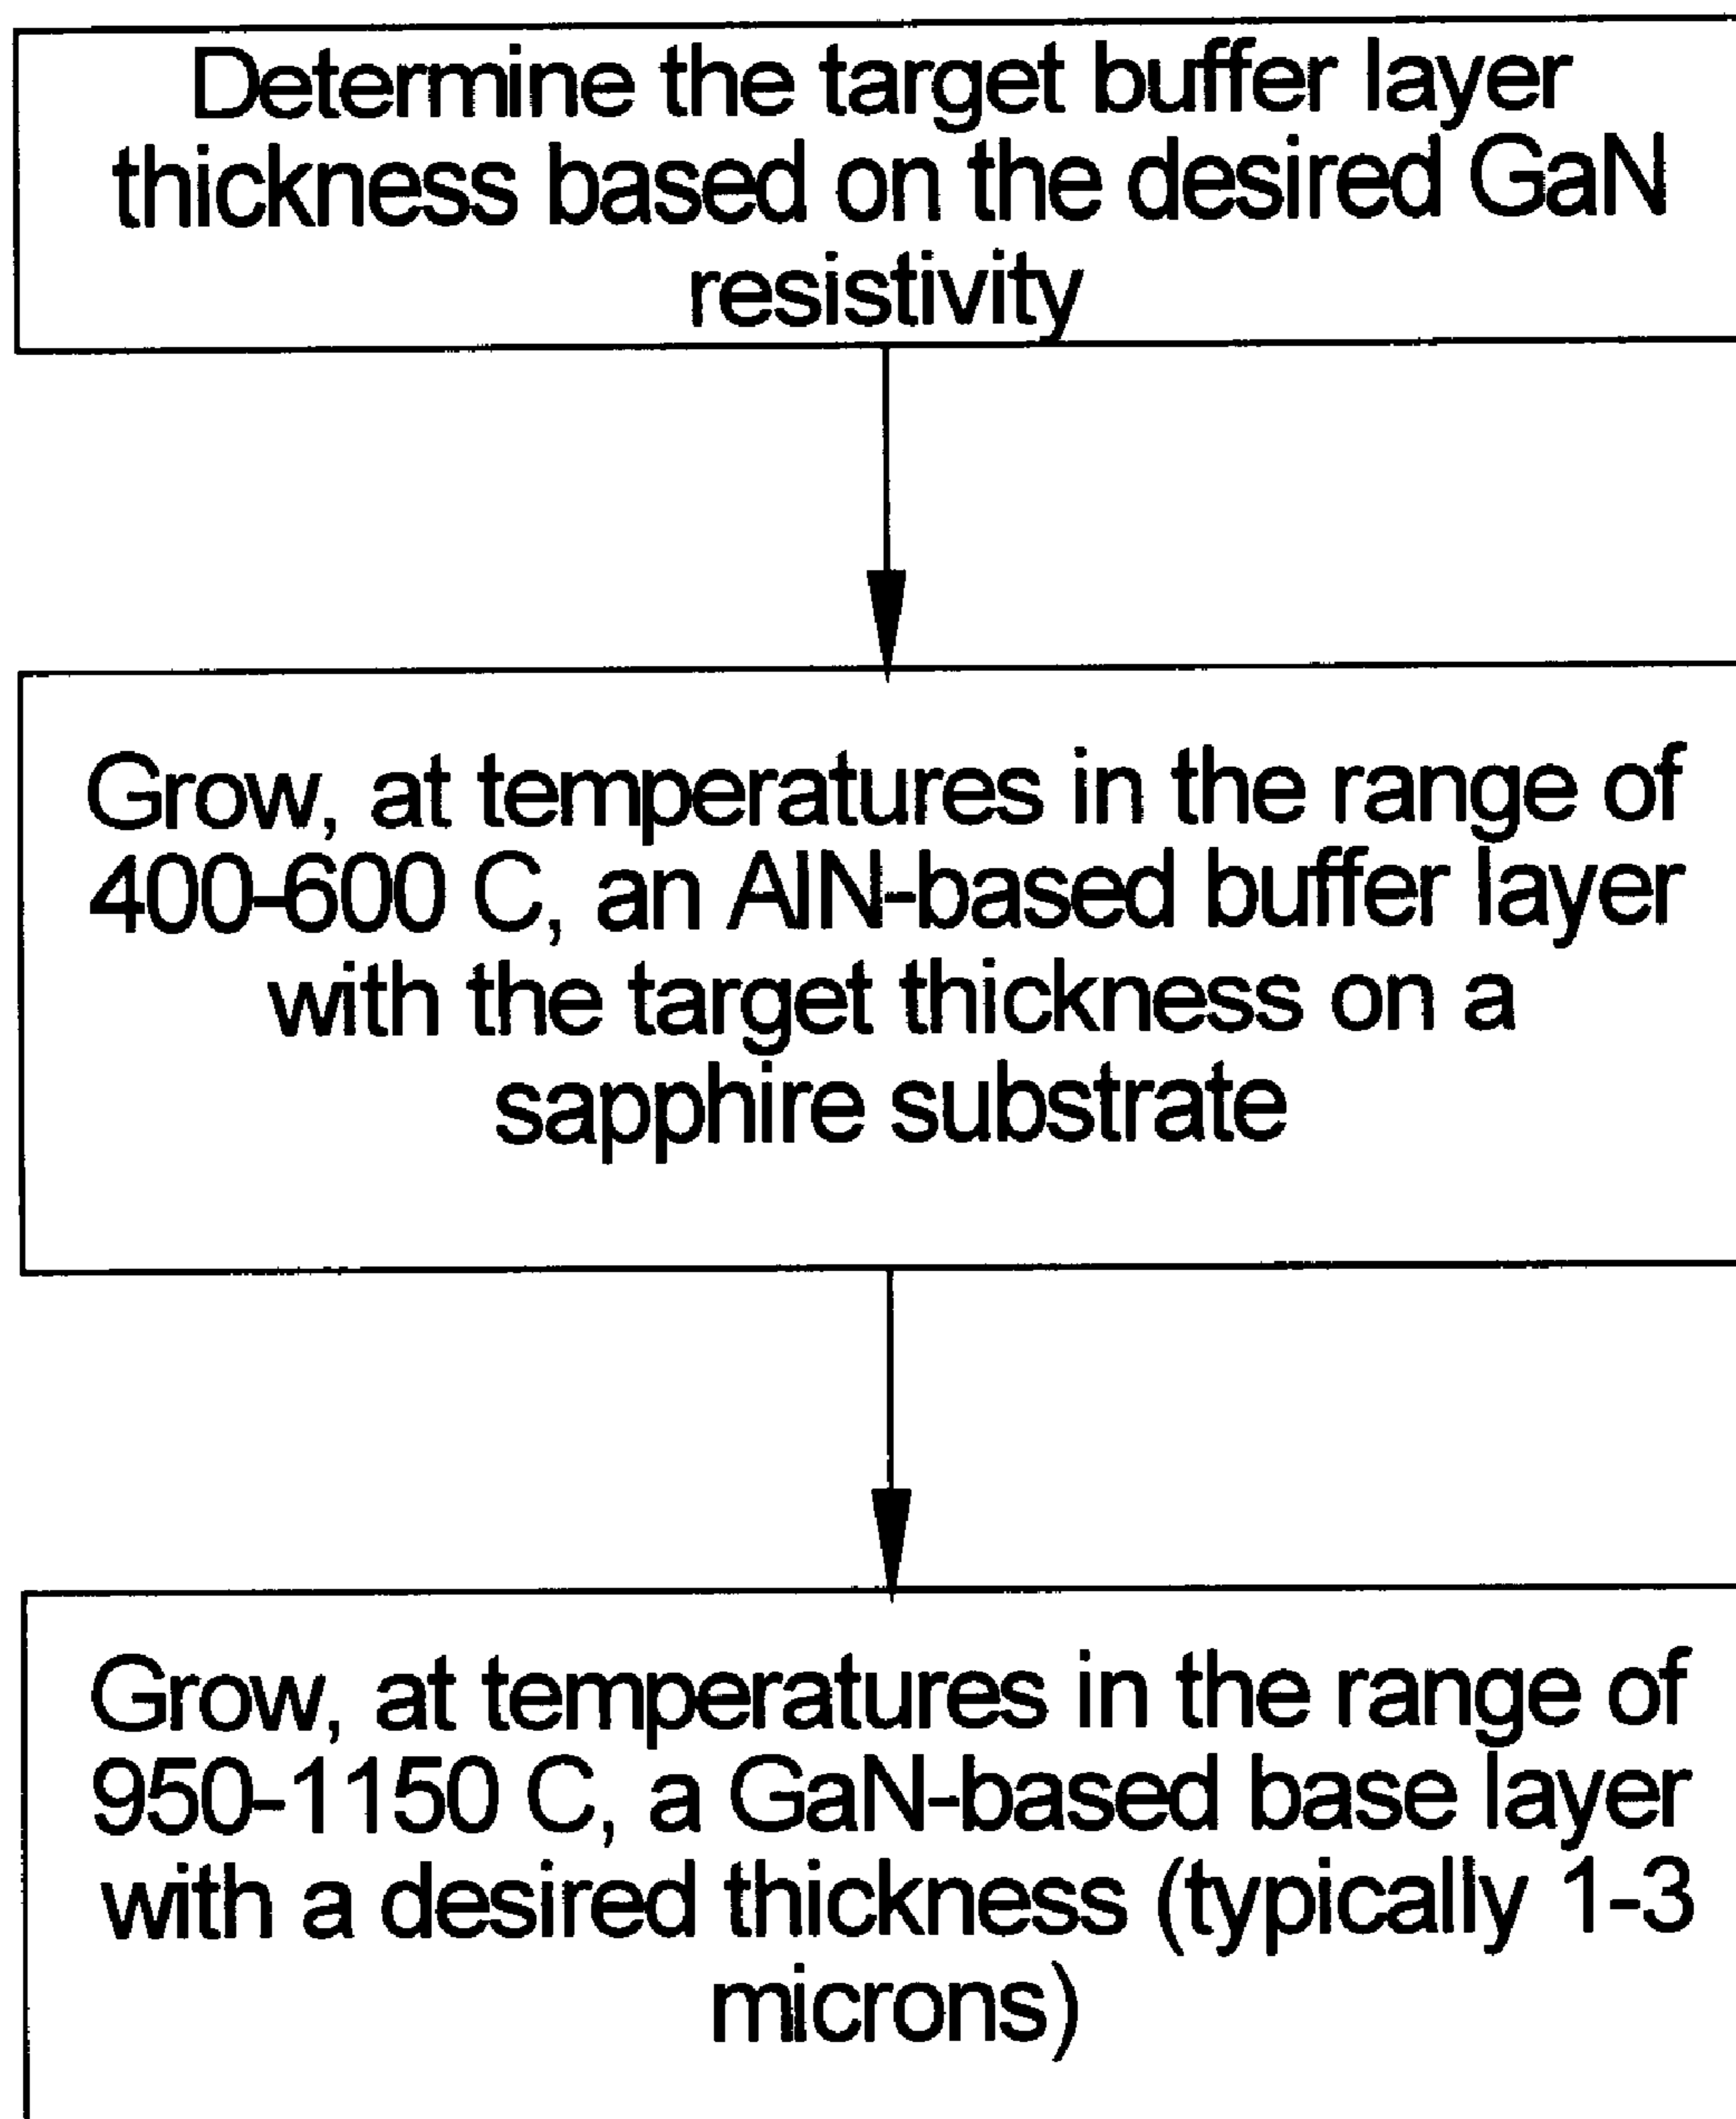 Determine the target buffer layer
thickness based on the desired GaN
resistivity
Grow, at temperatures in the range of
400-600 C, an AlN-based buffer layer
with the target thickness on a
sapphire substrate
Grow, at temperatures in the range of
950-1150 C, a GaN-based base layer
with a desired thickness (typically 1-3
microns)